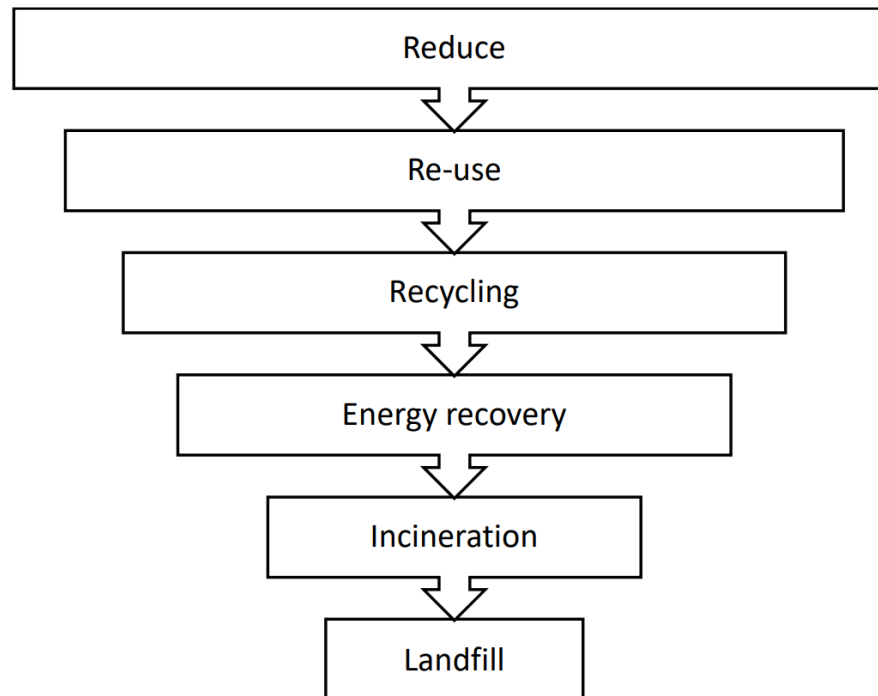 Reduce
Re-use
Recycling
Energy recovery
Incineration
Landfill